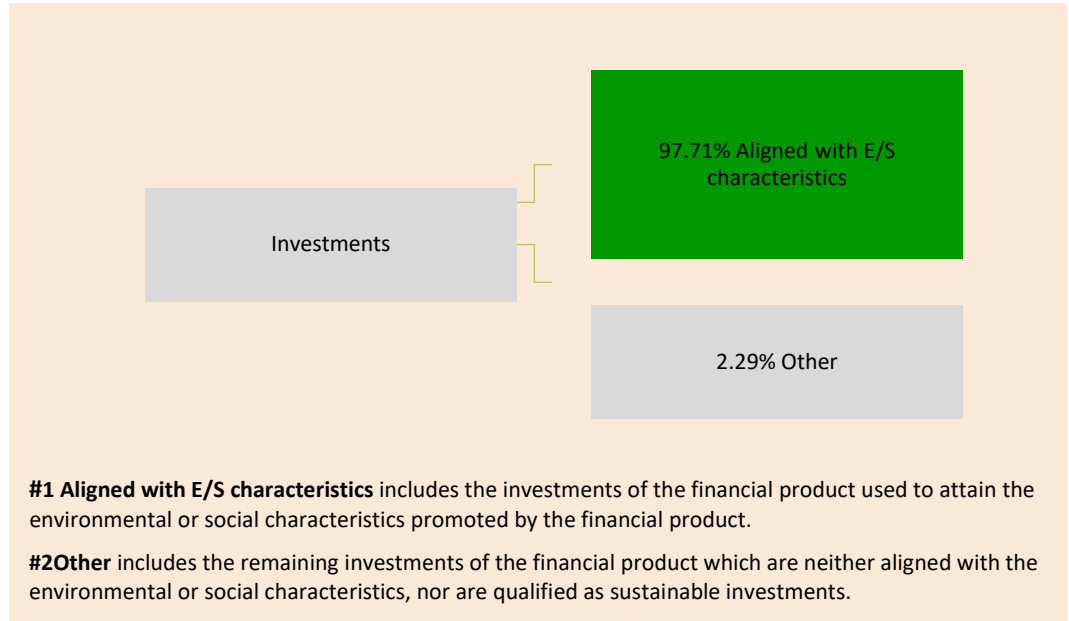 97.71% Aligned with E/S
characteristics
Investments
2.29% Other
#1 Aligned with E/S characteristics includes the investments of the financial product used to attain the
environmental or social characteristics promoted by the financial product.
#2Other includes the remaining investments of the financial product which are neither aligned with the
environmental or social characteristics, nor are qualified as sustainable investments.